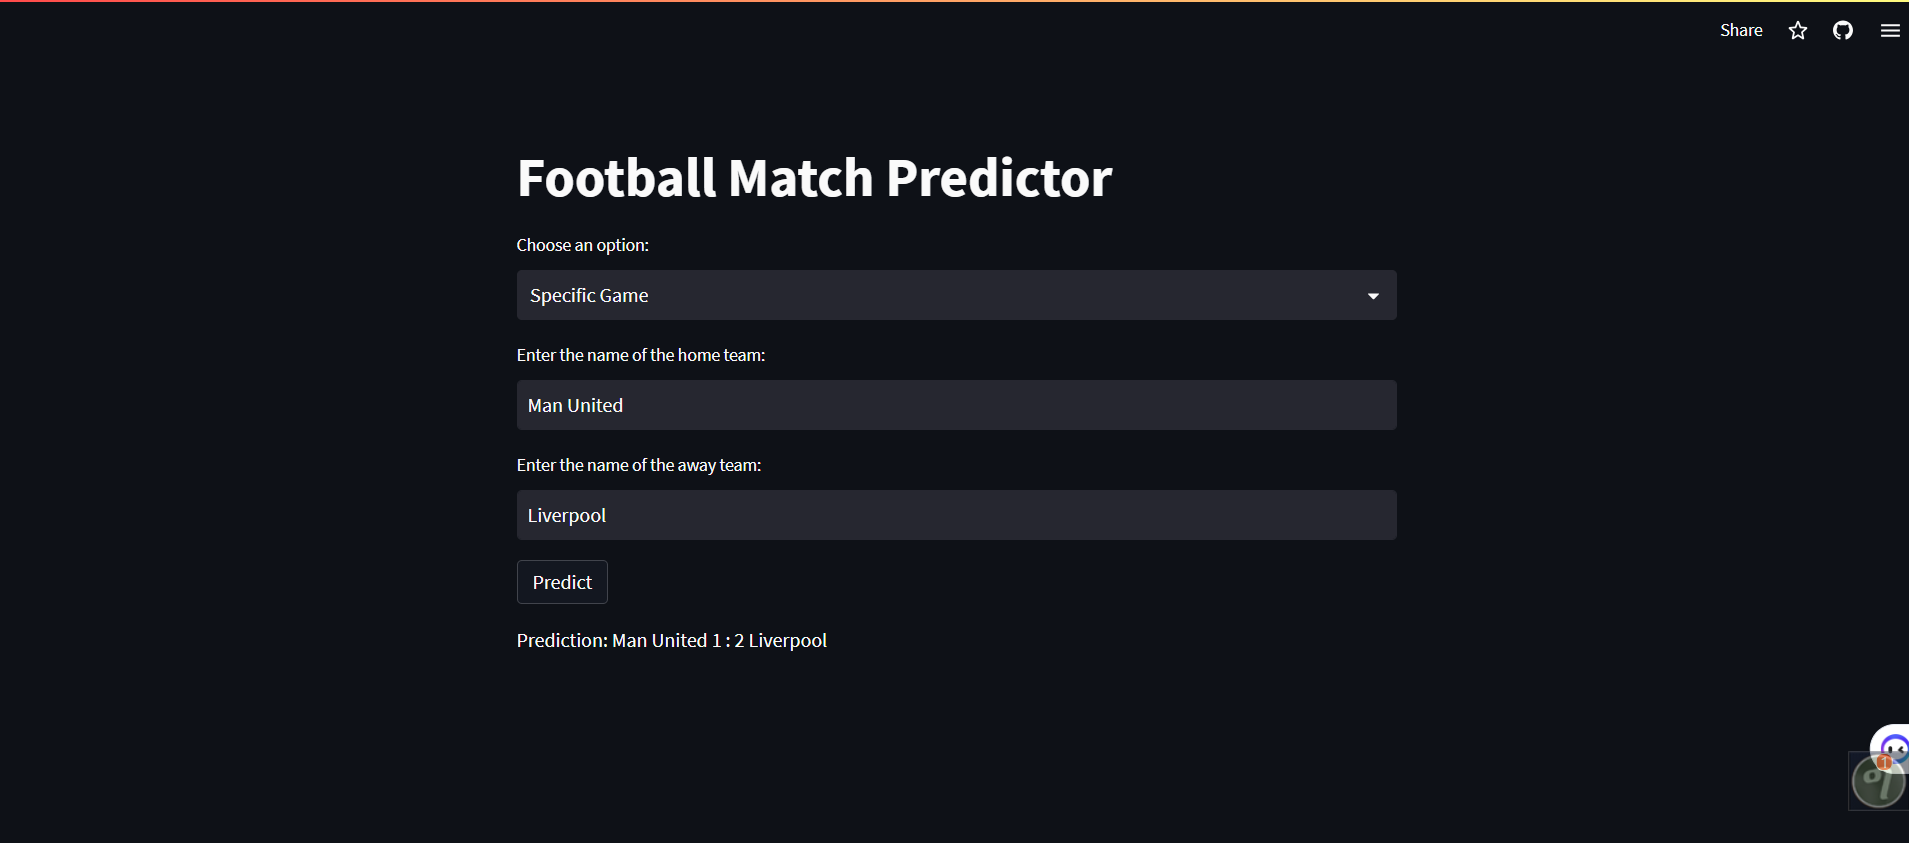 Share
Football Match Predictor
Choose an option:
Specific Game
Enter the name of the home team:
Man United
Enter the name of the away team:
Liverpool
Predict
Prediction: Man United 1 : 2 Liverpool
1